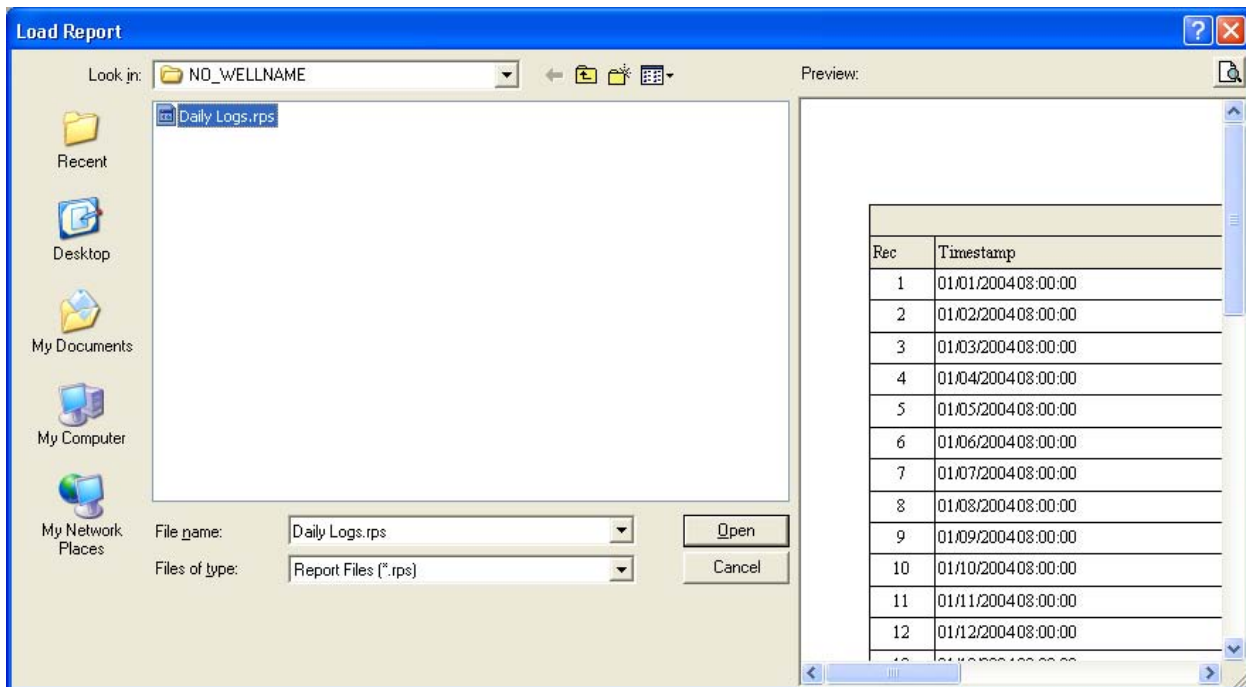 Load Report
Look in: NO_WELLNAME
Preview:
Daily Logs.rps
Recent
Desktop
My Documents
My Computer
My Network
Places
File name: Daily Logs.rps
Open
Files of type: Report Files (*.rps)
Cancel
Rec Timestamp
1 01/01/2004 08:00:00
2 01/02/2004 08:00:00
3 01/03/2004 08:00:00
4 01/04/2004 08:00:00
5 01/05/2004 08:00:00
6 01/06/2004 08:00:00
7 01/07/2004 08:00:00
8 01/08/2004 08:00:00
9 01/09/2004 08:00:00
10 01/10/2004 08:00:00
11 01/11/2004 08:00:00
12 01/12/2004 08:00:00